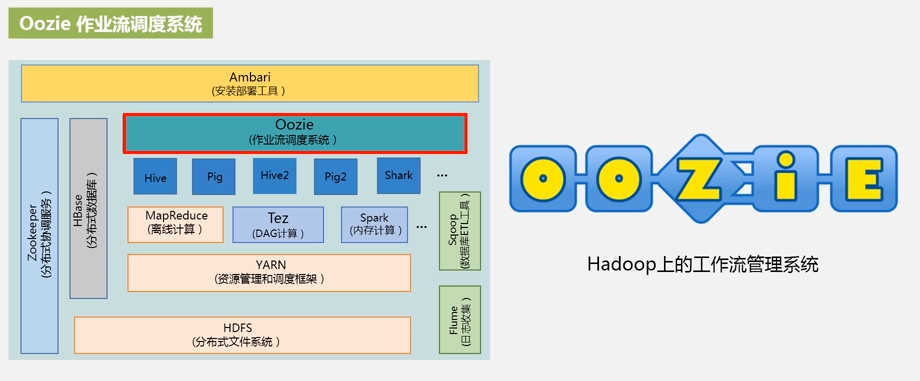 Oozie 作业流调度系统
Ambari
(安装部署工具)
Oozie
(作业流调度系统)
Zookeeper
(分布式协调服务)
HBase
(分布式数据库)
Hive
Pig
Hive2
Pig2
Shark
...
MapReduce
(离线计算)
Tez
(DAG计算)
Spark
(内存计算)
...
Sqoop
(数据库ETL工具)
YARN
(资源管理和调度框架)
Flume
(日志收集)
HDFS
(分布式文件系统)
OOZiE
Hadoop上的工作流管理系统